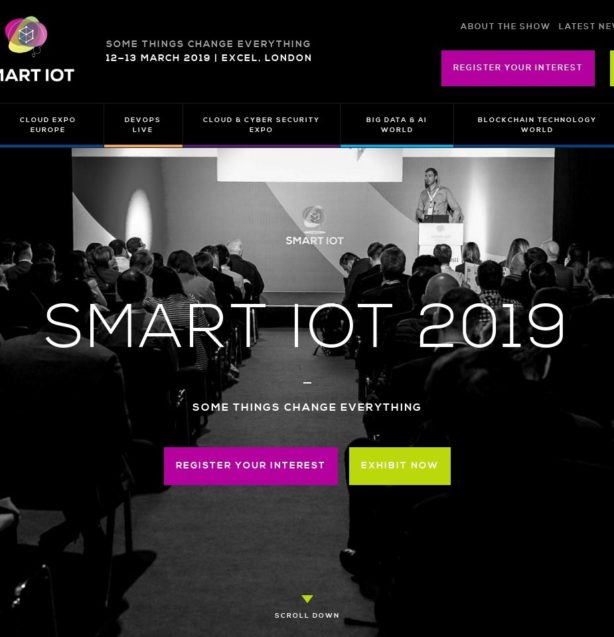 ABOUT THE SHOW LATEST NEW
SOME THINGS CHANGE EVERYTHING
12–13 MARCH 2019 | EXCEL, LONDON
REGISTER YOUR INTEREST
MART IOT
CLOUD EXPO
EUROPE
DEVOPS
LIVE
CLOUD & CYBER SECURITY
EXPO
BIG DATA & AI
WORLD
BLOCKCHAIN TECHNOLOGY
WORLD
SMART IOT
SMART IOT 2019
SOME THINGS CHANGE EVERYTHING
REGISTER YOUR INTEREST
EXHIBIT NOW
SCROLL DOWN